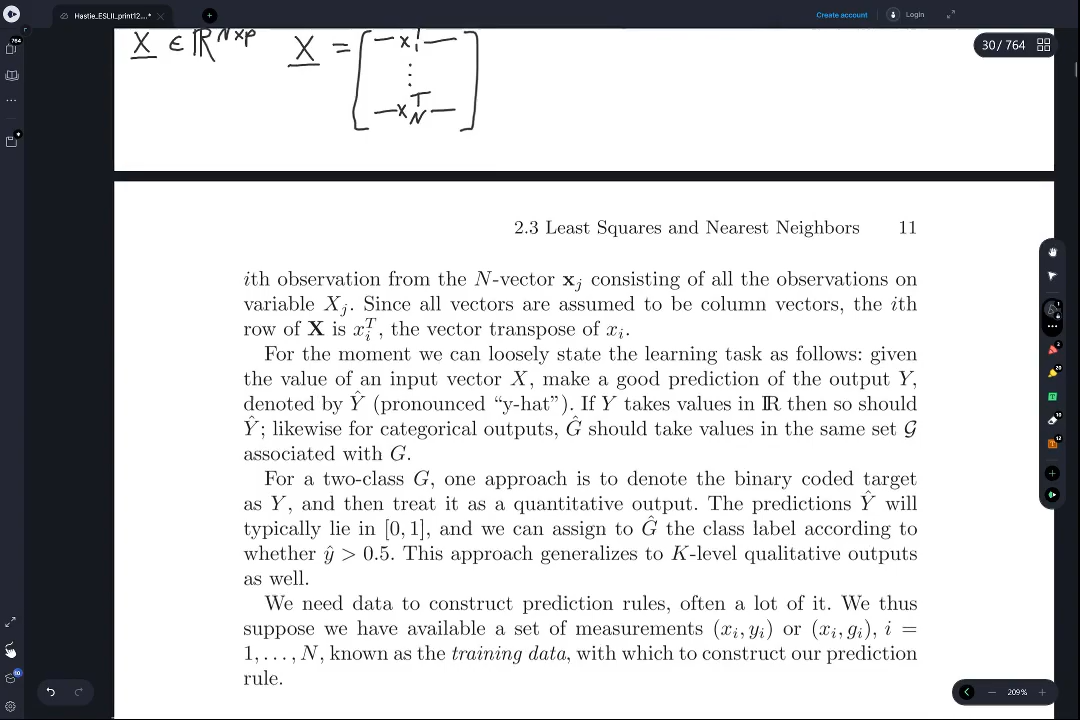 Hastie_ESLII_print12....*
Create account
Login
764
30/764
X ∈ ℝ^{N×p} X = [ —x_1^T— ⋮ —x_N^T— ]
2.3 Least Squares and Nearest Neighbors 11
ith observation from the N-vector x_j consisting of all the observations on
variable X_j. Since all vectors are assumed to be column vectors, the ith
row of X is x_i^T, the vector transpose of x_i.
For the moment we can loosely state the learning task as follows: given
the value of an input vector X, make a good prediction of the output Y,
denoted by Ŷ (pronounced “y-hat”). If Y takes values in ℝ then so should
Ŷ; likewise for categorical outputs, Ĝ should take values in the same set 𝒢
associated with G.
For a two-class G, one approach is to denote the binary coded target
as Y, and then treat it as a quantitative output. The predictions Ŷ will
typically lie in [0, 1], and we can assign to Ĝ the class label according to
whether ŷ > 0.5. This approach generalizes to K-level qualitative outputs
as well.
We need data to construct prediction rules, often a lot of it. We thus
suppose we have available a set of measurements (x_i, y_i) or (x_i, g_i), i =
1, . . . , N, known as the training data, with which to construct our prediction
rule.
209%